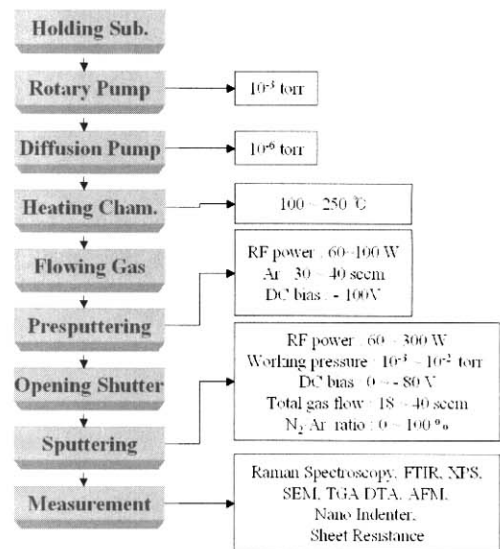 Holding Sub.
Rotary Pump
10⁻³ torr
Diffusion Pump
10⁻⁶ torr
Heating Cham.
100 ~ 250 ℃
Flowing Gas
RF power : 60~100 W
Ar : 30 ~ 40 sccm
DC bias : - 100V
Presputtering
Opening Shutter
Sputtering
RF power : 60 ~ 300 W
Working pressure : 10⁻³ ~ 10⁻² torr
DC bias : 0 ~ - 80 V
Total gas flow : 18 ~ 40 sccm
N₂/Ar ratio : 0 ~ 100 %
Measurement
Raman Spectroscopy, FTIR, XPS,
SEM, TGA/DTA, AFM,
Nano Indenter,
Sheet Resistance